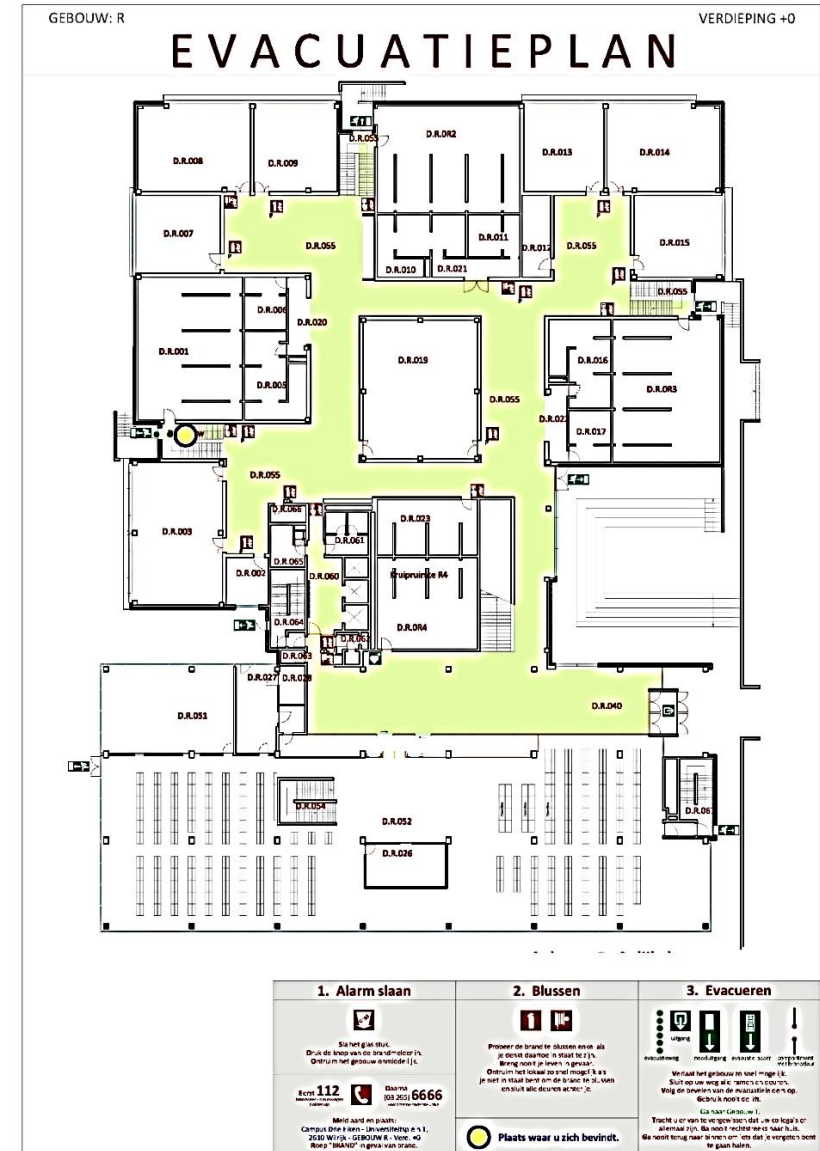 GEBOUW: R
VERDIEPING +0
EVACUATIEPLAN
D.R.008
D.R.009
D.R.053
D.R.0R2
D.R.013
D.R.014
D.R.007
D.R.055
D.R.010
D.R.021
D.R.011
D.R.012
D.R.055
D.R.015
D.R.055
D.R.001
D.R.006
D.R.020
D.R.005
D.R.019
D.R.055
D.R.016
D.R.0R3
D.R.017
D.R.055
D.R.003
D.R.066
D.R.061
D.R.023
D.R.002
D.R.065
D.R.060
Kruipruimte R4
D.R.064
D.R.0R4
D.R.062
D.R.063
D.R.027
D.R.028
D.R.051
D.R.040
D.R.054
D.R.052
D.R.026
1. Alarm slaan
Sla het glas stuk.
Druk de knop van de brandmelder in.
Ontruim het gebouw onmiddellijk.
Eerst 112
Daarna
(03 265) 6666
Meld aard en plaats:
Campus Drie Eiken - Universiteitsplein 1,
2610 Wilrijk - GEBOUW R - Verd. +0
Roep "BRAND" in geval van brand.
2. Blussen
Probeer de brand te blussen enkel als
je denkt daartoe in staat te zijn.
Breng nooit je leven in gevaar.
Ontruim het lokaal zo snel mogelijk als
je niet in staat bent om de brand te blussen
en sluit alle deuren achter je.
Plaats waar u zich bevindt.
3. Evacueren
evacuatieweg
uitgang
nooduitgang
Verlaat het gebouw zo snel mogelijk.
Sluit op uw weg alle ramen en deuren.
Volg de bevelen van de evacuatieleiders op.
Gebruik nooit de lift.
Ga naar Gebouw T.
Tracht u ervan te vergewissen dat uw collega's er
allemaal zijn. Ga nooit rechtstreeks naar huis.
Ga nooit terug naar binnen om iets dat je vergeten bent
te gaan halen.